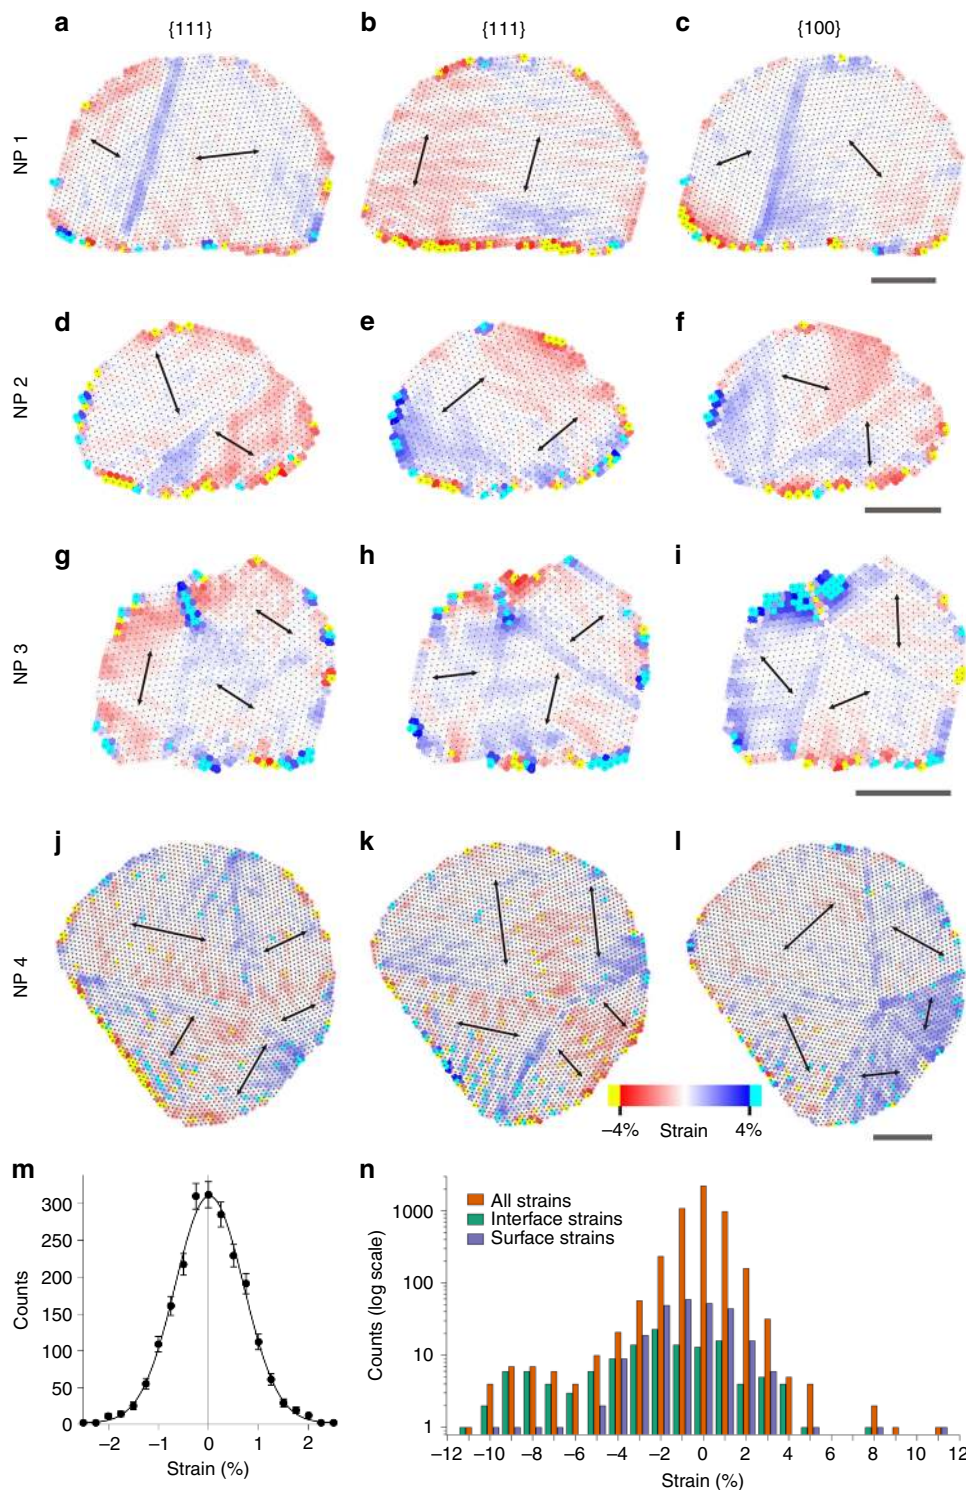 a {111} b {111} c {100}
NP 1
d e f
NP 2
g h i
NP 3
j k l
NP 4
−4% Strain 4%
m n
300
250
200
150
100
50
0
Counts
−2 −1 0 1 2
Strain (%)
All strains
Interface strains
Surface strains
1000
100
10
1
Counts (log scale)
−12 −10 −8 −6 −4 −2 0 2 4 6 8 10 12
Strain (%)